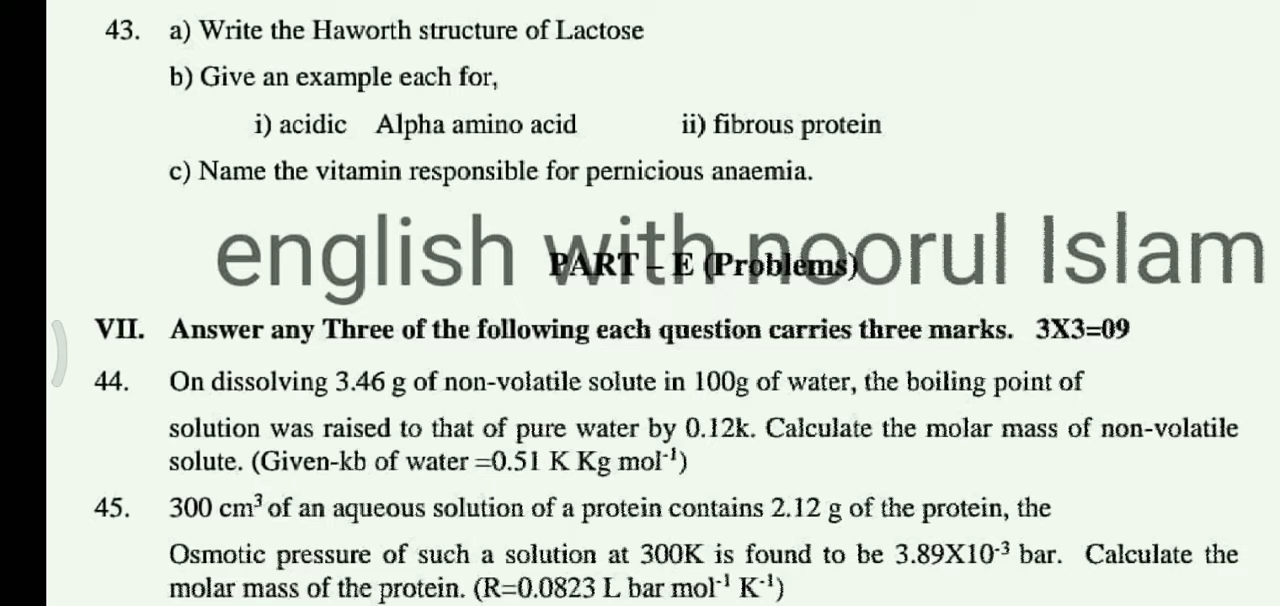 43. a) Write the Haworth structure of Lactose
b) Give an example each for,
i) acidic Alpha amino acid ii) fibrous protein
c) Name the vitamin responsible for pernicious anaemia.
english with noorul Islam
PART – E (Problems)
VII. Answer any Three of the following each question carries three marks. 3X3=09
44. On dissolving 3.46 g of non-volatile solute in 100g of water, the boiling point of
solution was raised to that of pure water by 0.12k. Calculate the molar mass of non-volatile
solute. (Given-kb of water =0.51 K Kg mol⁻¹)
45. 300 cm³ of an aqueous solution of a protein contains 2.12 g of the protein, the
Osmotic pressure of such a solution at 300K is found to be 3.89X10⁻³ bar. Calculate the
molar mass of the protein. (R=0.0823 L bar mol⁻¹ K⁻¹)